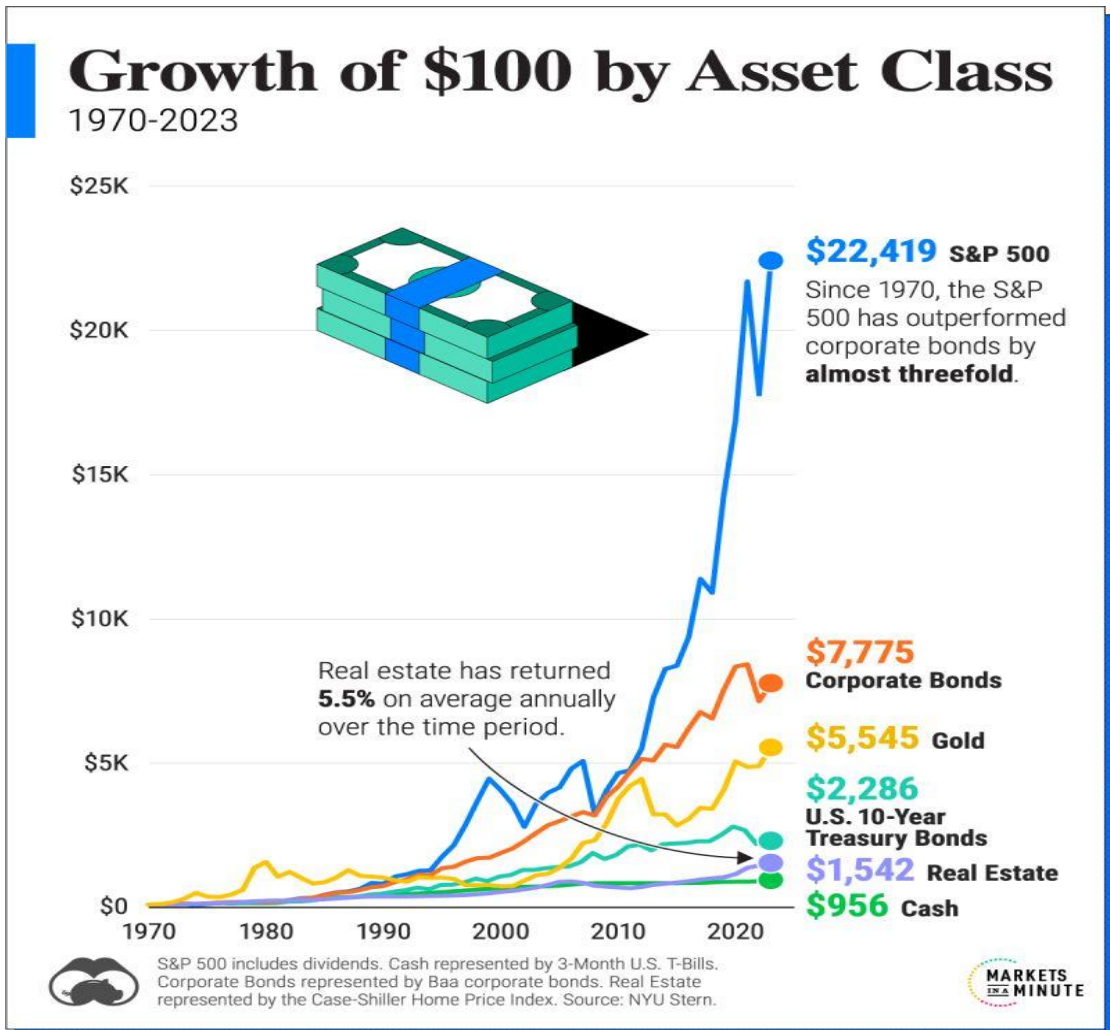 Growth of $100 by Asset Class
1970-2023
$25K
$20K
$15K
$10K
$5K
$0
1970
1980
1990
2000
2010
2020
$22,419 S&P 500
Since 1970, the S&P
500 has outperformed
corporate bonds by
almost threefold.
Real estate has returned
5.5% on average annually
over the time period.
$7,775
Corporate Bonds
$5,545 Gold
$2,286
U.S. 10-Year
Treasury Bonds
$1,542 Real Estate
$956 Cash
S&P 500 includes dividends. Cash represented by 3-Month U.S. T-Bills.
Corporate Bonds represented by Baa corporate bonds. Real Estate
represented by the Case-Shiller Home Price Index. Source: NYU Stern.
MARKETS
IN A MINUTE